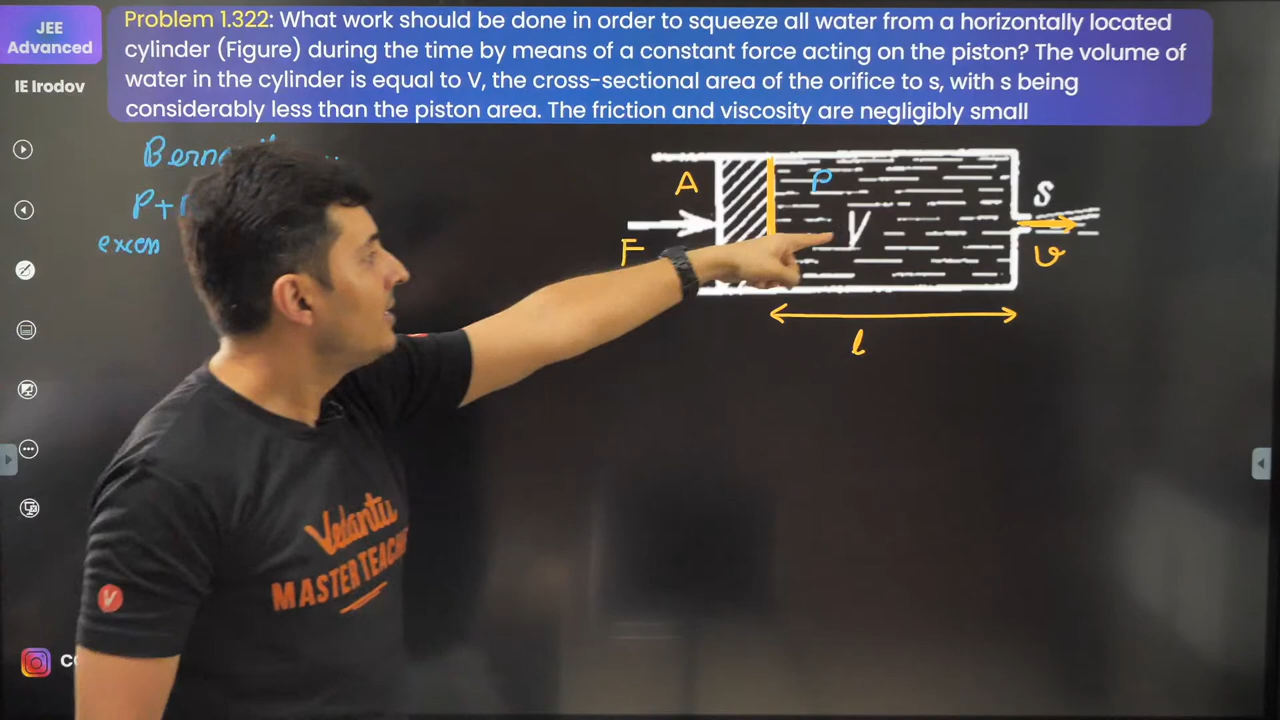 JEE
Advanced
IE Irodov
Problem 1.322: What work should be done in order to squeeze all water from a horizontally located
cylinder (Figure) during the time by means of a constant force acting on the piston? The volume of
water in the cylinder is equal to V, the cross-sectional area of the orifice to s, with s being
considerably less than the piston area. The friction and viscosity are negligibly small
P+
A
P
S
F
V
v
l
Vedantu
MASTER TEACHER
V